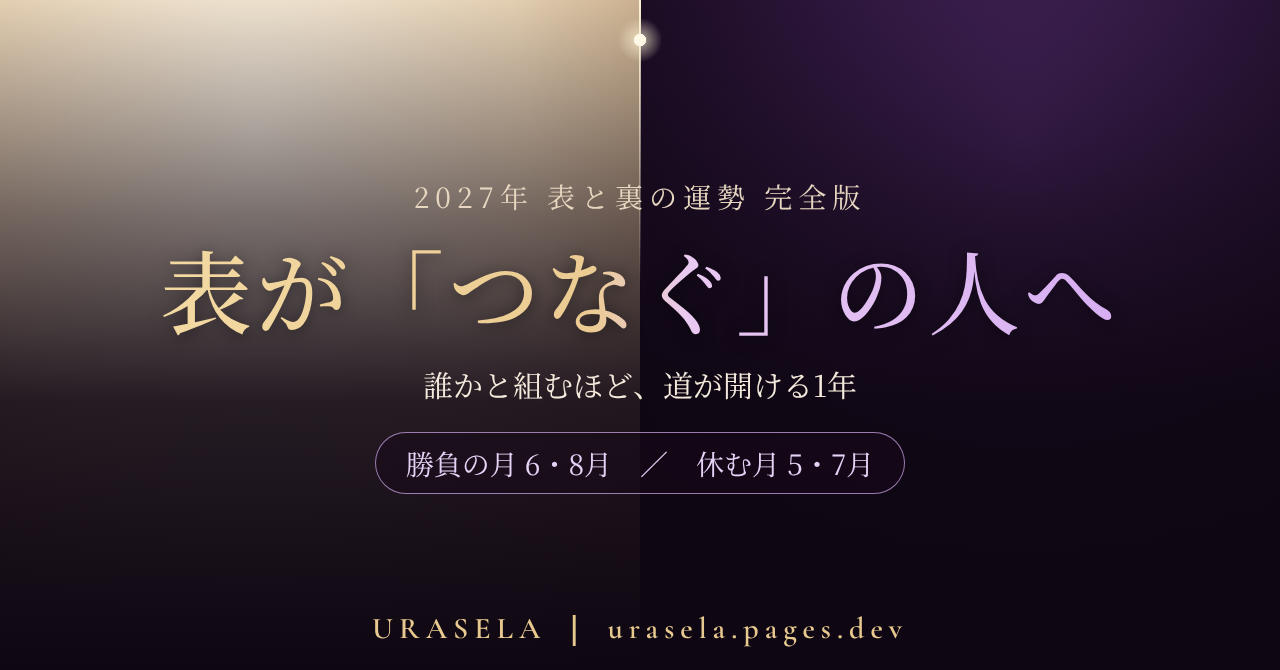 2027年 表と裏の運勢 完全版
表が「つなぐ」の人へ
誰かと組むほど、道が開ける1年
勝負の月 6・8月 ／ 休む月 5・7月
URASELA | urasela.pages.dev